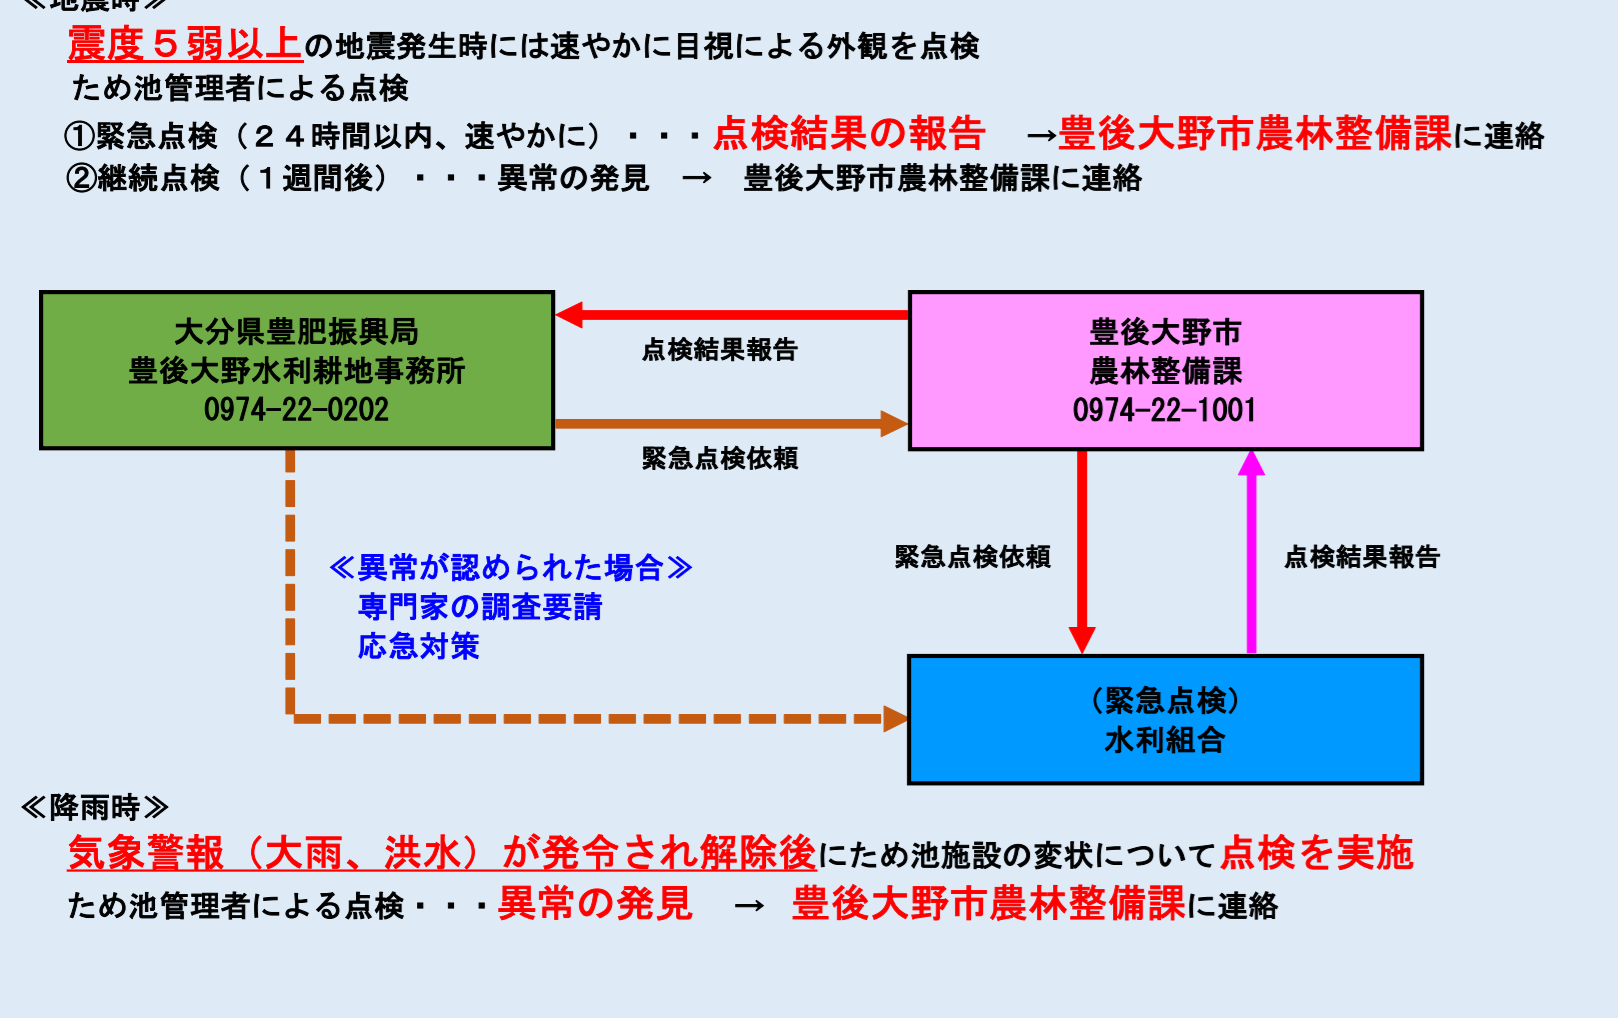 ≪地震時≫
震度５弱以上の地震発生時には速やかに目視による外観を点検
ため池管理者による点検
①緊急点検（２４時間以内、速やかに）・・・点検結果の報告　→豊後大野市農林整備課に連絡
②継続点検（１週間後）・・・異常の発見　→　豊後大野市農林整備課に連絡
大分県豊肥振興局
豊後大野水利耕地事務所
0974-22-0202
点検結果報告
緊急点検依頼
豊後大野市
農林整備課
0974-22-1001
緊急点検依頼
点検結果報告
≪異常が認められた場合≫
専門家の調査要請
応急対策
（緊急点検）
水利組合
≪降雨時≫
気象警報（大雨、洪水）が発令され解除後にため池施設の変状について点検を実施
ため池管理者による点検・・・異常の発見　→　豊後大野市農林整備課に連絡